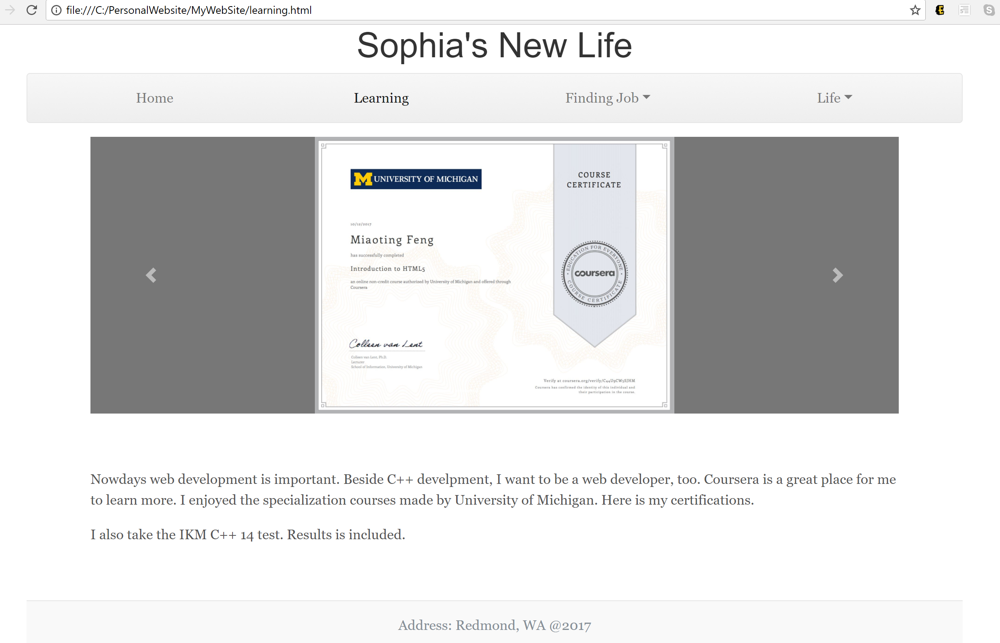 file:///C:/PersonalWebsite/MyWebSite/learning.html
Sophia's New Life
Home Learning Finding Job Life
M UNIVERSITY OF MICHIGAN
COURSE
CERTIFICATE
10/12/2017
Miaoting Feng
has successfully completed
Introduction to HTML5
an online non-credit course authorized by University of Michigan and offered through
Coursera
EDUCATION FOR EVERYONE
coursera
COURSE CERTIFICATE
Colleen van Lent
Colleen van Lent, Ph.D.
Lecturer
School of Information, University of Michigan
Verify at coursera.org/verify/C44U9CW5SJHM
Coursera has confirmed the identity of this individual and
their participation in the course.
Nowdays web development is important. Beside C++ develpment, I want to be a web developer, too. Coursera is a great place for me
to learn more. I enjoyed the specialization courses made by University of Michigan. Here is my certifications.
I also take the IKM C++ 14 test. Results is included.
Address: Redmond, WA @2017